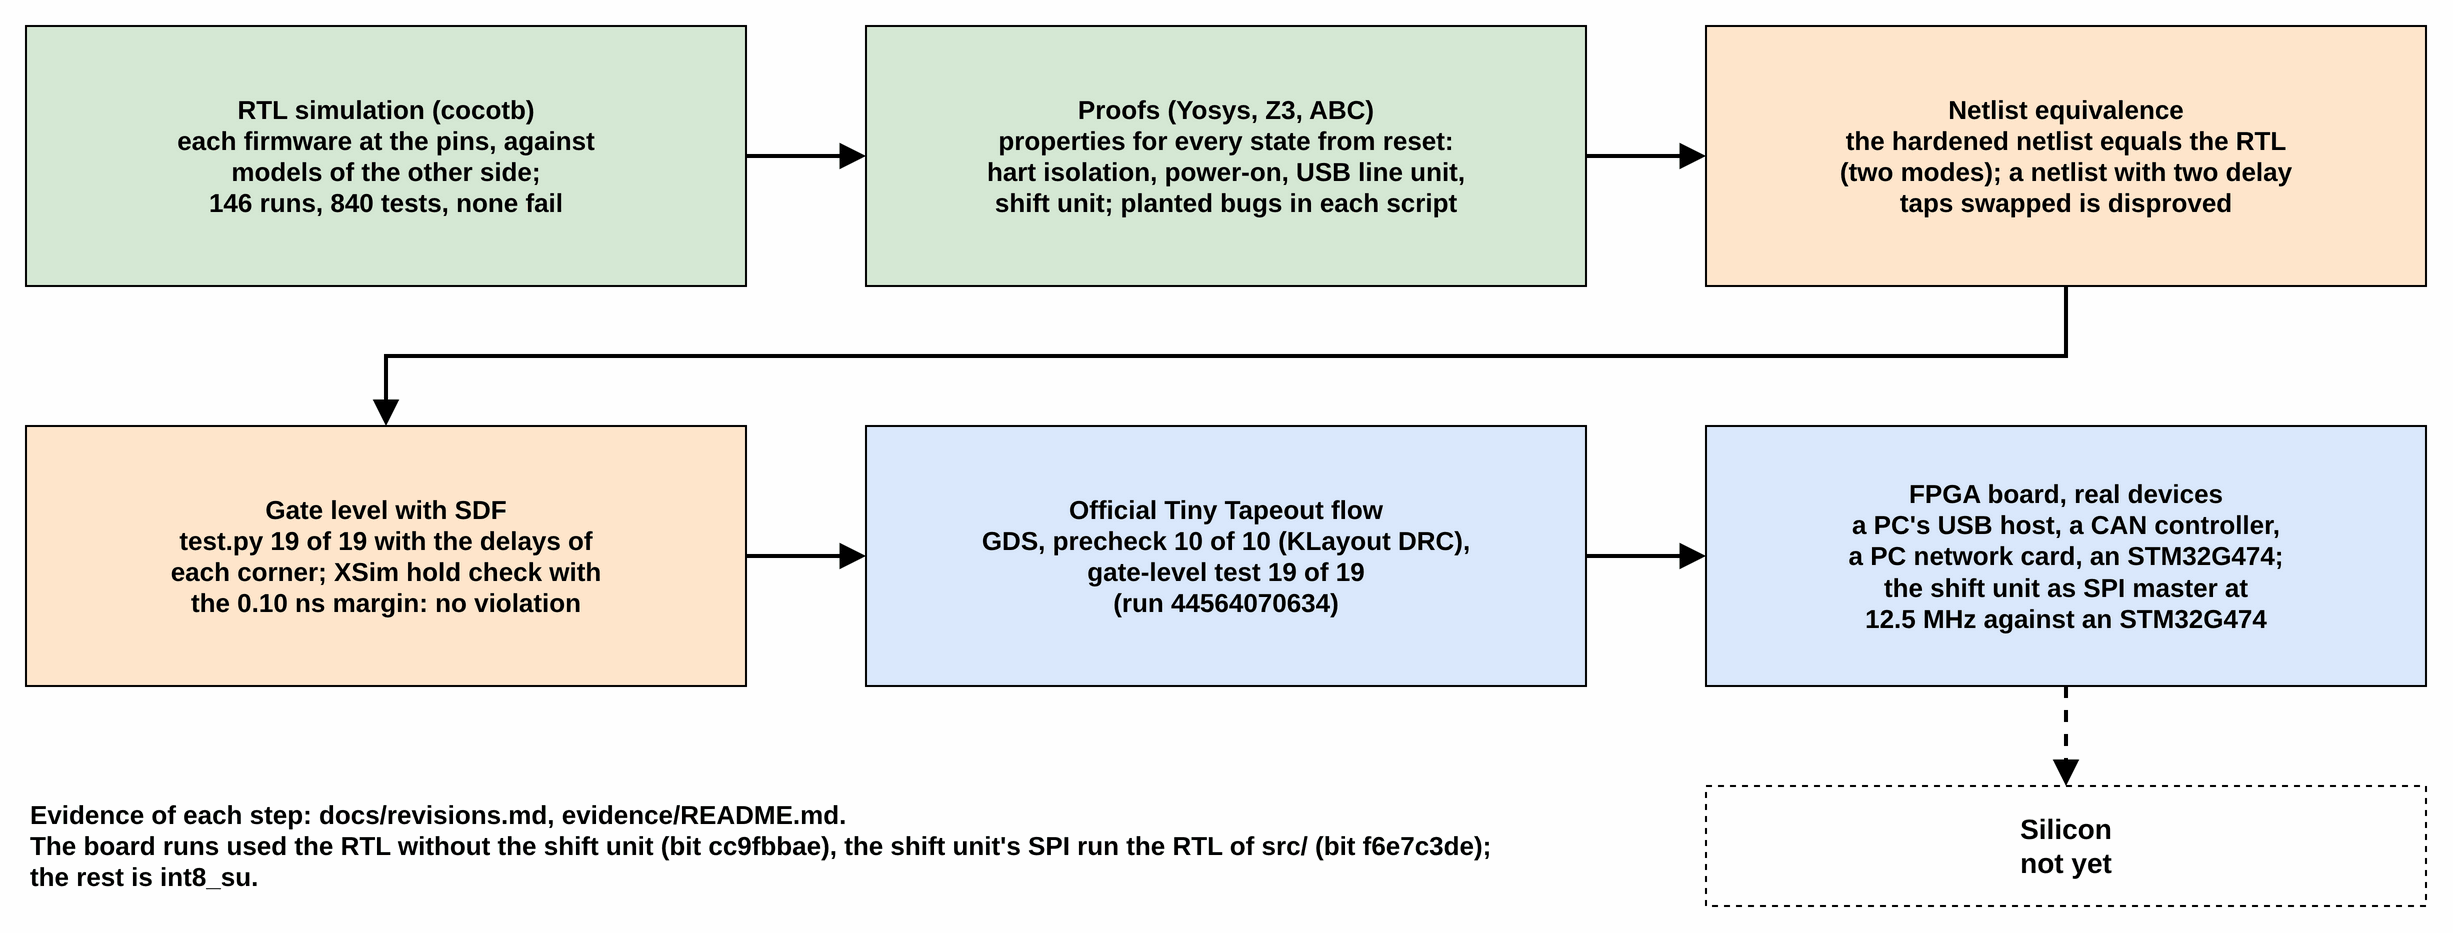 RTL simulation (cocotb)
each firmware at the pins, against
models of the other side;
146 runs, 840 tests, none fail
Proofs (Yosys, Z3, ABC)
properties for every state from reset:
hart isolation, power-on, USB line unit,
shift unit; planted bugs in each script
Netlist equivalence
the hardened netlist equals the RTL
(two modes); a netlist with two delay
taps swapped is disproved
Gate level with SDF
test.py 19 of 19 with the delays of
each corner; XSim hold check with
the 0.10 ns margin: no violation
Official Tiny Tapeout flow
GDS, precheck 10 of 10 (KLayout DRC),
gate-level test 19 of 19
(run 44564070634)
FPGA board, real devices
a PC's USB host, a CAN controller,
a PC network card, an STM32G474;
the shift unit as SPI master at
12.5 MHz against an STM32G474
Evidence of each step: docs/revisions.md, evidence/README.md.
The board runs used the RTL without the shift unit (bit cc9fbbae), the shift unit's SPI run the RTL of src/ (bit f6e7c3de);
the rest is int8_su.
Silicon
not yet